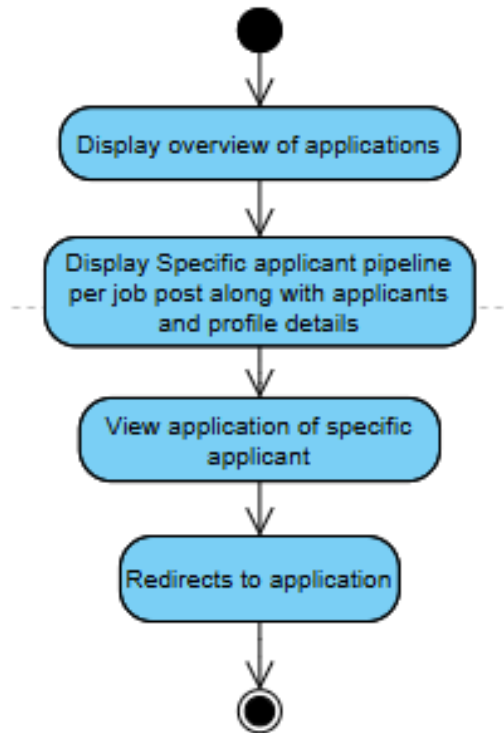 Display overview of applications
Display Specific applicant pipeline
per job post along with applicants
and profile details
View application of specific
applicant
Redirects to application